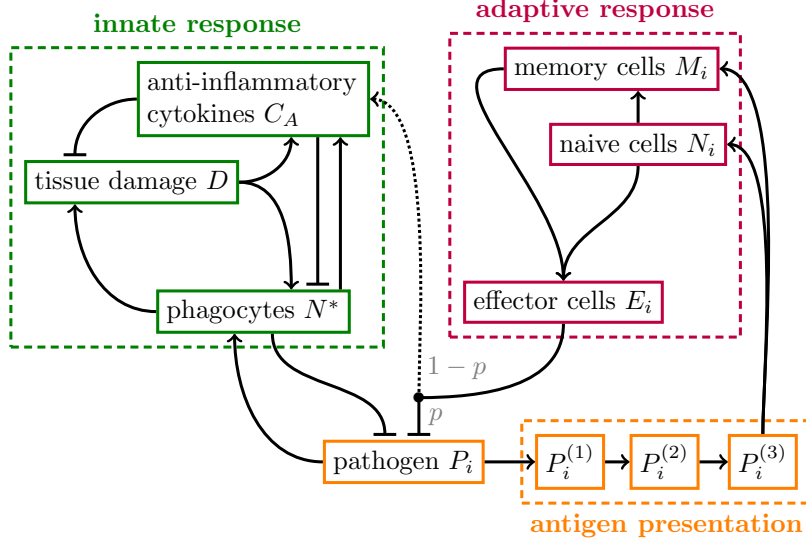 innate response
adaptive response
anti-inflammatory
cytokines $C_A$
memory cells $M_i$
naive cells $N_i$
tissue damage $D$
phagocytes $N^*$
effector cells $E_i$
$1 - p$
$p$
pathogen $P_i$
$P_i^{(1)}$
$P_i^{(2)}$
$P_i^{(3)}$
antigen presentation